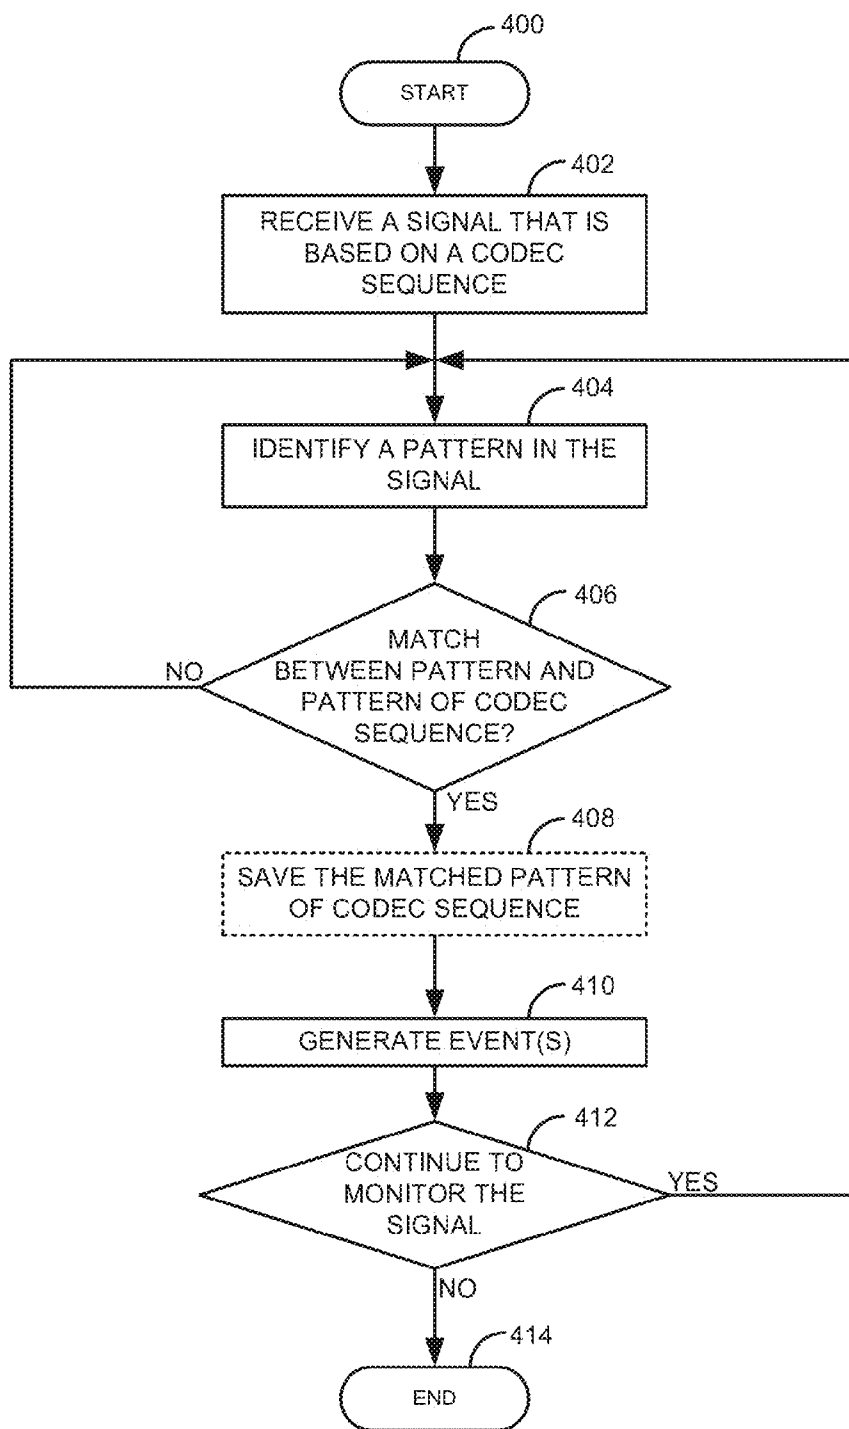 400
START
402
RECEIVE A SIGNAL THAT IS
BASED ON A CODEC
SEQUENCE
404
IDENTIFY A PATTERN IN THE
SIGNAL
406
MATCH
BETWEEN PATTERN AND
PATTERN OF CODEC
SEQUENCE?
NO
YES
408
SAVE THE MATCHED PATTERN
OF CODEC SEQUENCE
410
GENERATE EVENT(S)
412
CONTINUE TO
MONITOR THE
SIGNAL
YES
NO
414
END